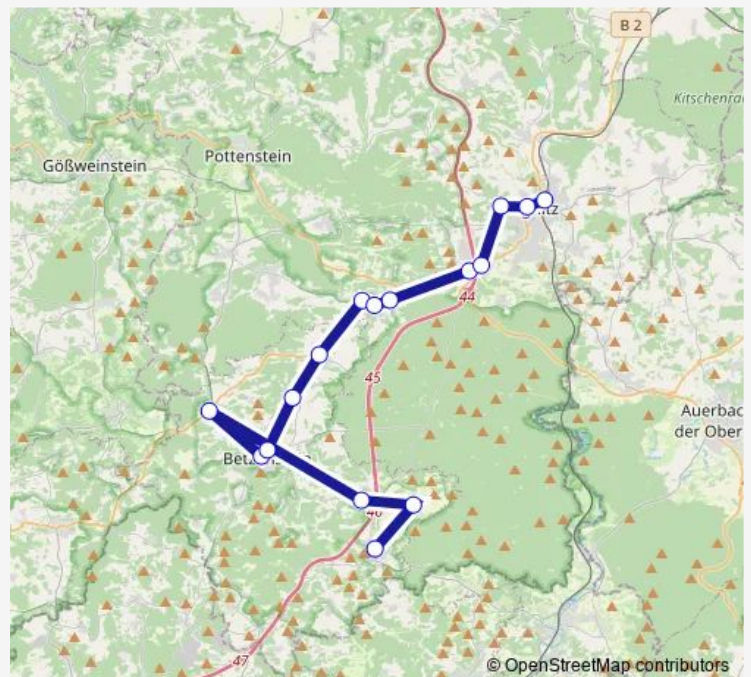 B 2
Kitschenra
Pottenstein
Gößweinstein
44
45
Auerbac
der Ober
46
47
© OpenStreetMap contributors